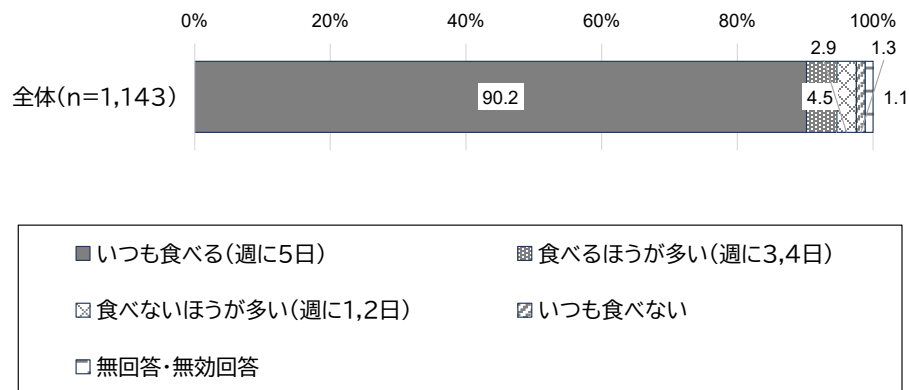 0% 20% 40% 60% 80% 100%
2.9 1.3
全体(n=1,143) 90.2 4.5 1.1
■いつも食べる(週に5日) 食べるほうが多い(週に3,4日)
食べないほうが多い(週に1,2日) いつも食べない
無回答・無効回答